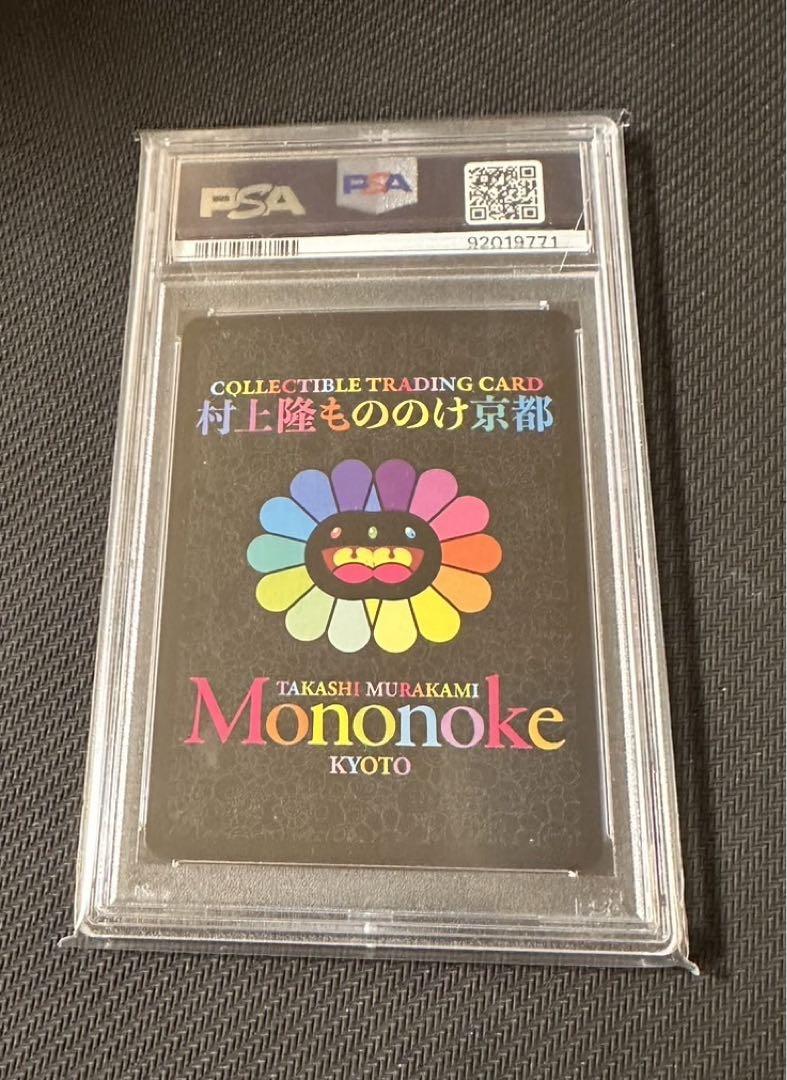 PSA
PSA
92019771
COLLECTIBLE TRADING CARD
村上隆もののけ京都
TAKASHI MURAKAMI
Mononoke
KYOTO